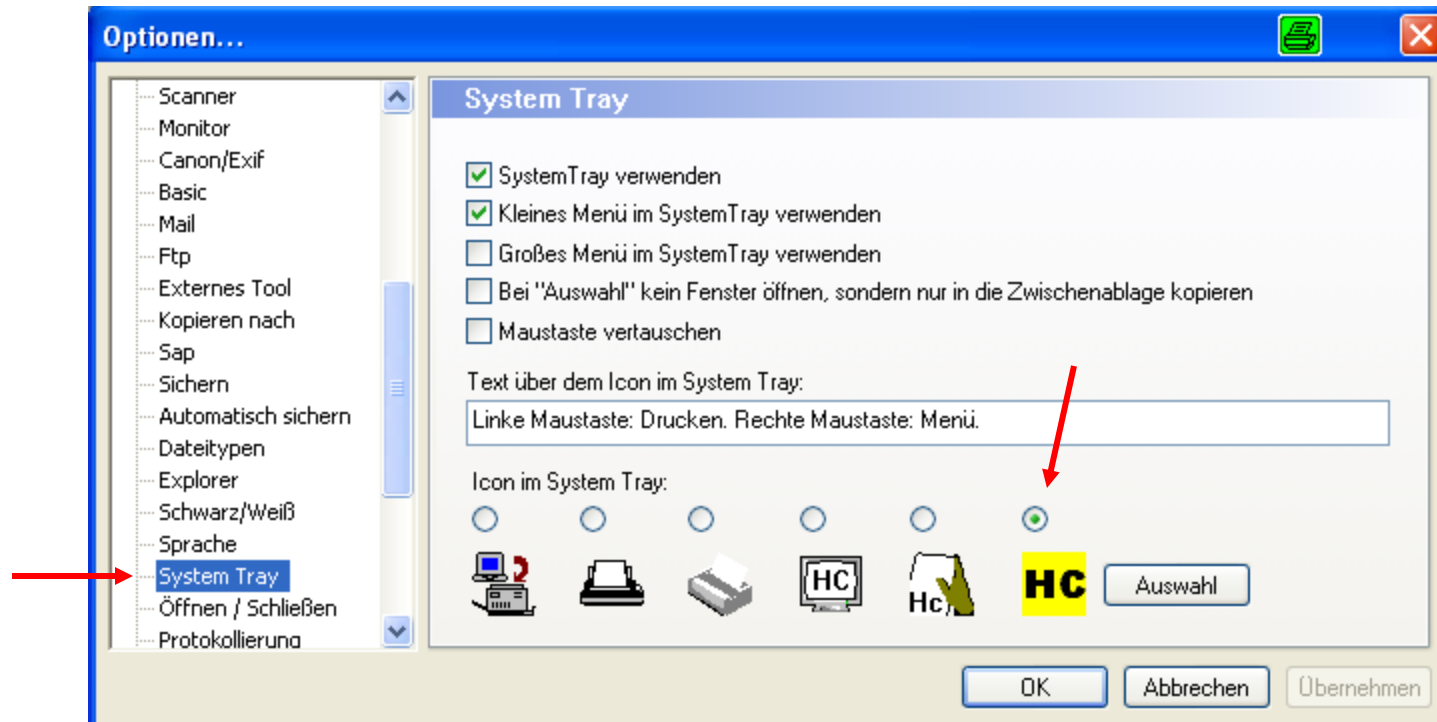 Optionen...
Scanner
Monitor
Canon/Exif
Basic
Mail
Ftp
Externes Tool
Kopieren nach
Sap
Sichern
Automatisch sichern
Dateitypen
Explorer
Schwarz/Weiß
Sprache
System Tray
Öffnen / Schließen
Protokollierung
System Tray
SystemTray verwenden
Kleines Menü im SystemTray verwenden
Großes Menü im SystemTray verwenden
Bei "Auswahl" kein Fenster öffnen, sondern nur in die Zwischenablage kopieren
Maustaste vertauschen
Text über dem Icon im System Tray:
Linke Maustaste: Drucken. Rechte Maustaste: Menü.
Icon im System Tray:
HC
Hc
HC
Auswahl
OK
Abbrechen
Übernehmen